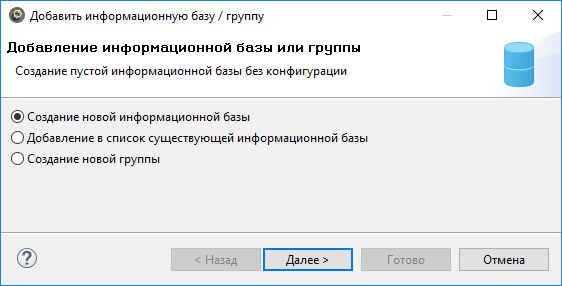 Добавить информационную базу / группу
Добавление информационной базы или группы
Создание пустой информационной базы без конфигурации
Создание новой информационной базы
Добавление в список существующей информационной базы
Создание новой группы
? < Назад Далее > Готово Отмена